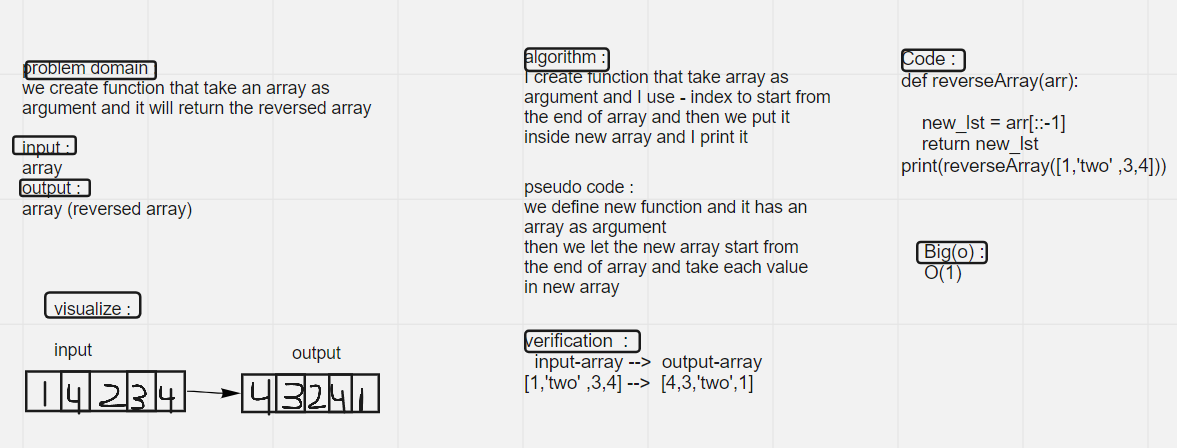 problem domain
we create function that take an array as
argument and it will return the reversed array
input :
array
output :
array (reversed array)
visualize :
input
output
1 4 2 3 4
4 3 2 4 1
algorithm :
I create function that take array as
argument and I use - index to start from
the end of array and then we put it
inside new array and I print it
pseudo code :
we define new function and it has an
array as argument
then we let the new array start from
the end of array and take each value
in new array
verification :
input-array --> output-array
[1,'two' ,3,4] --> [4,3,'two',1]
Code :
def reverseArray(arr):
new_lst = arr[::-1]
return new_lst
print(reverseArray([1,'two' ,3,4]))
Big(o) :
O(1)